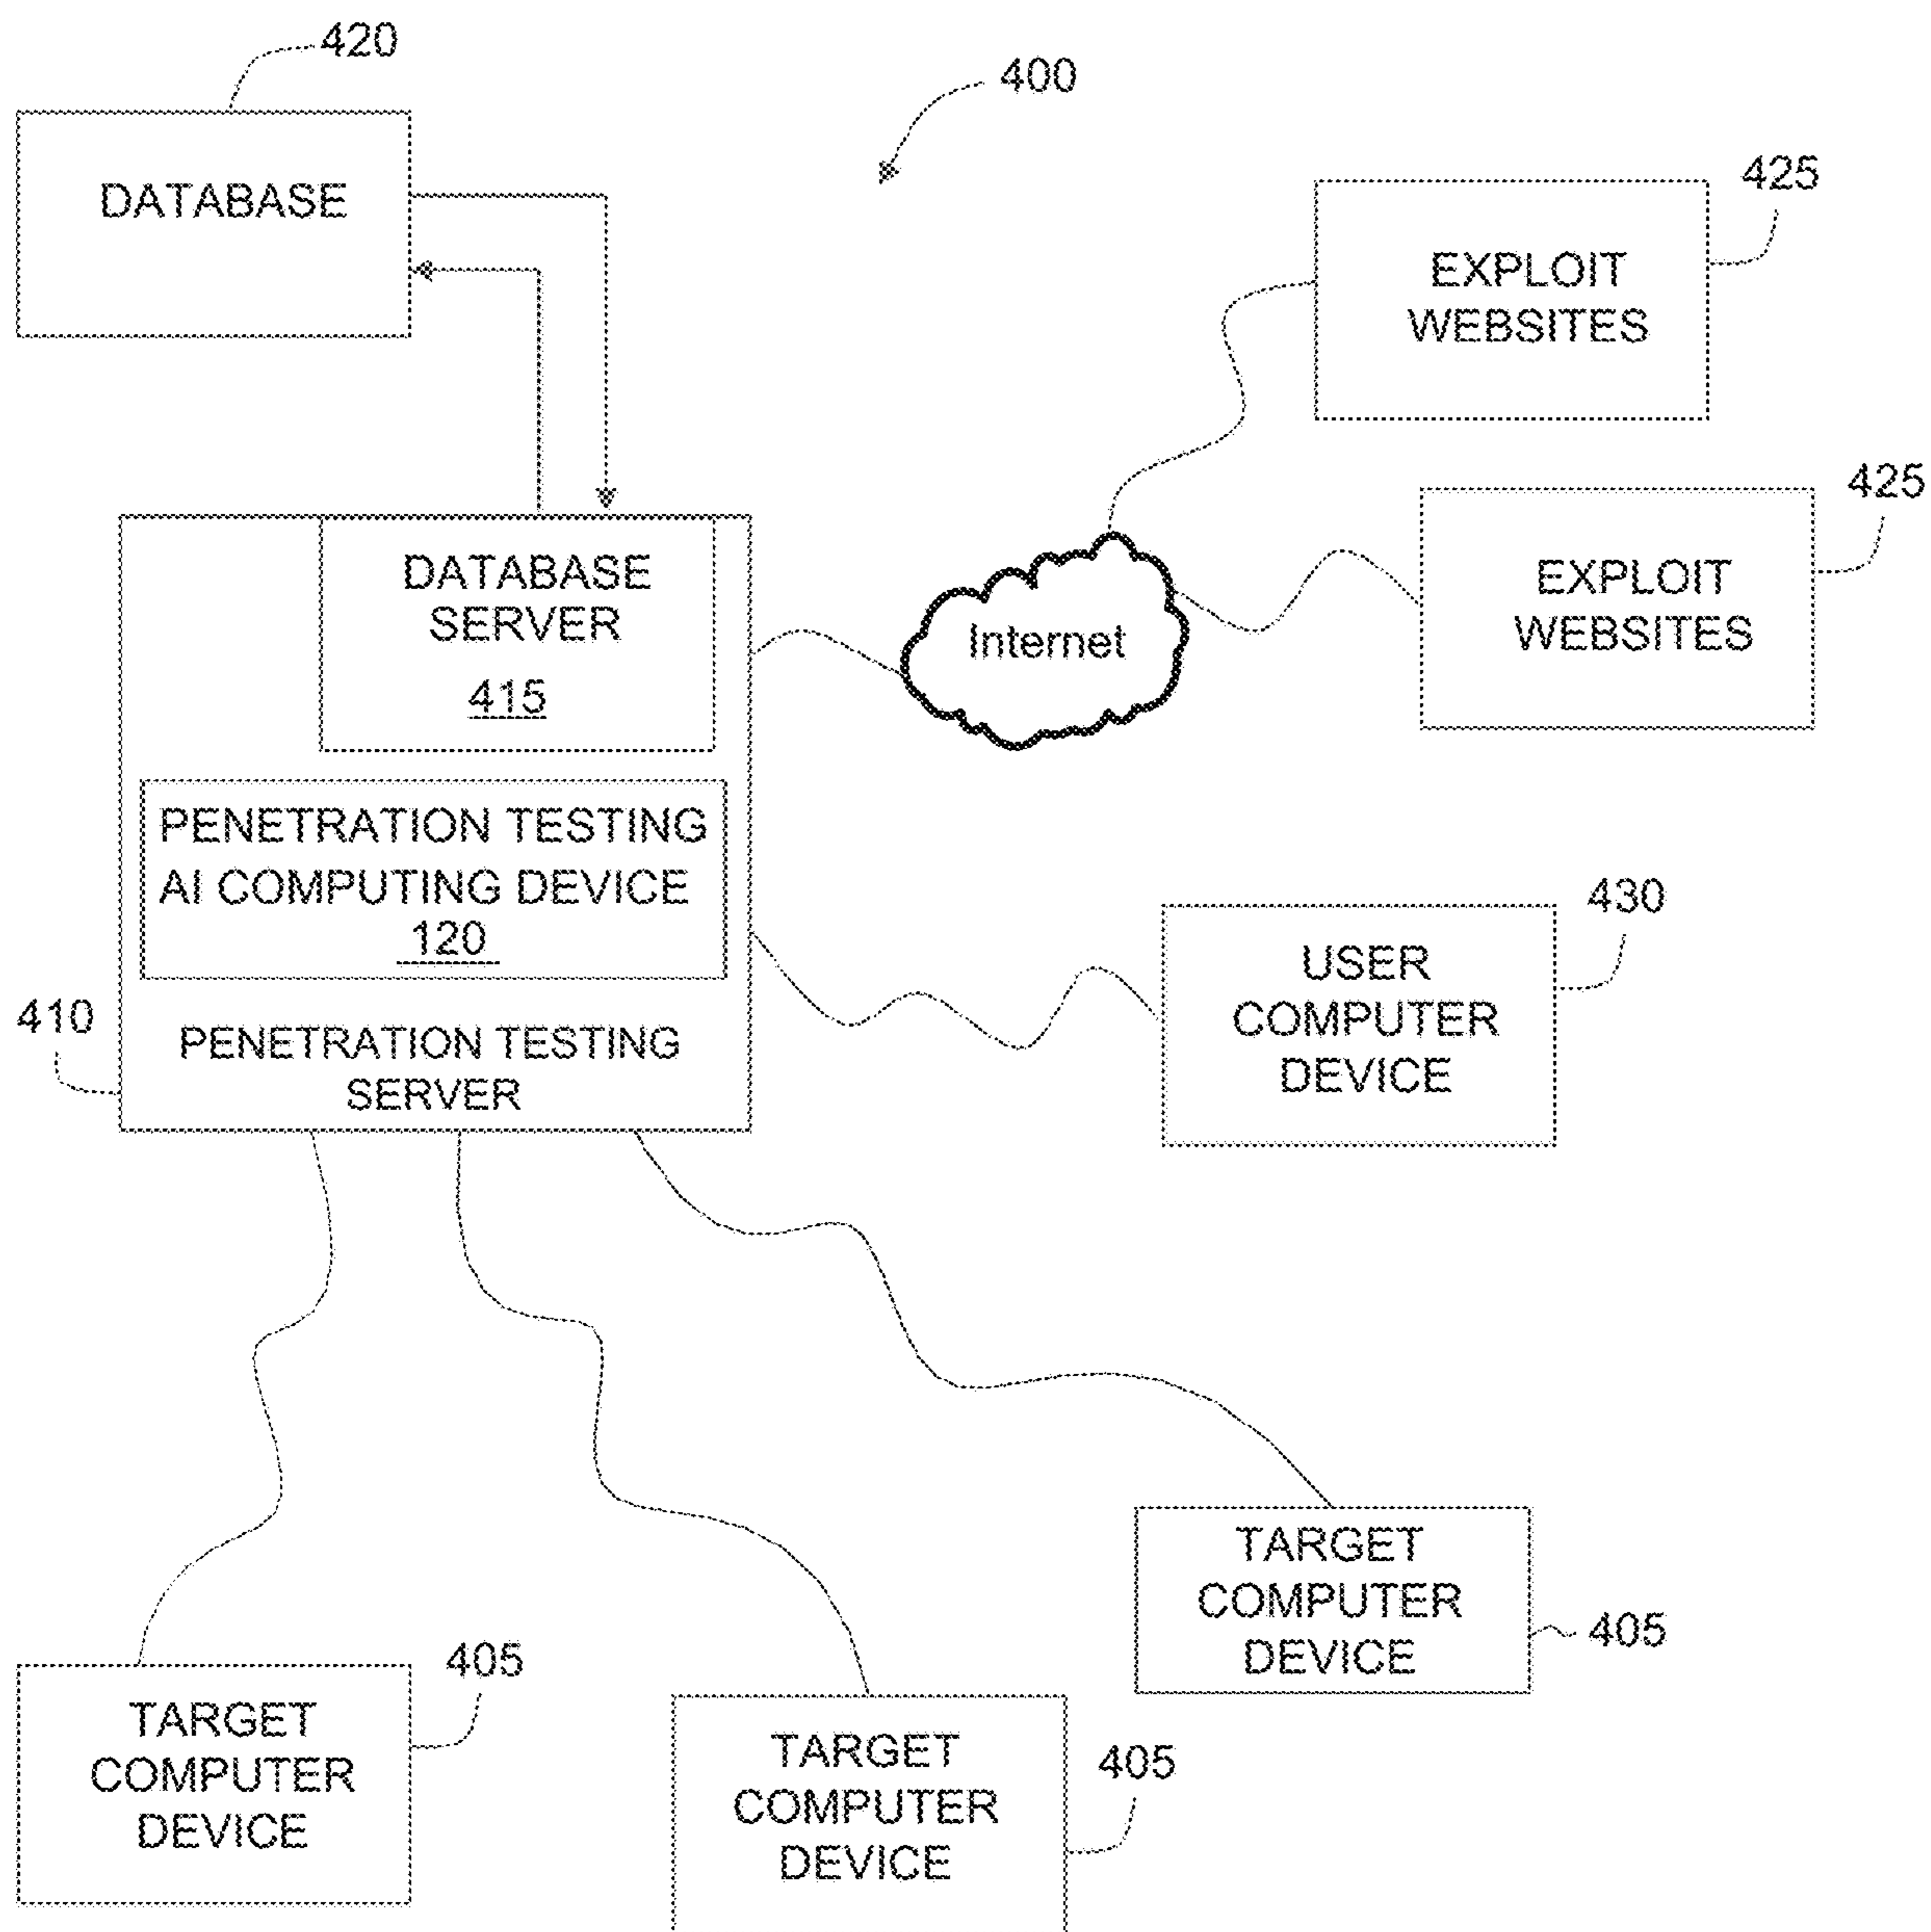 420
400
DATABASE
425
EXPLOIT
WEBSITES
425
EXPLOIT
WEBSITES
DATABASE
SERVER
415
Internet
PENETRATION TESTING
AI COMPUTING DEVICE
120
410
PENETRATION TESTING
SERVER
430
USER
COMPUTER
DEVICE
405
TARGET
COMPUTER
DEVICE
405
TARGET
COMPUTER
DEVICE
405
TARGET
COMPUTER
DEVICE